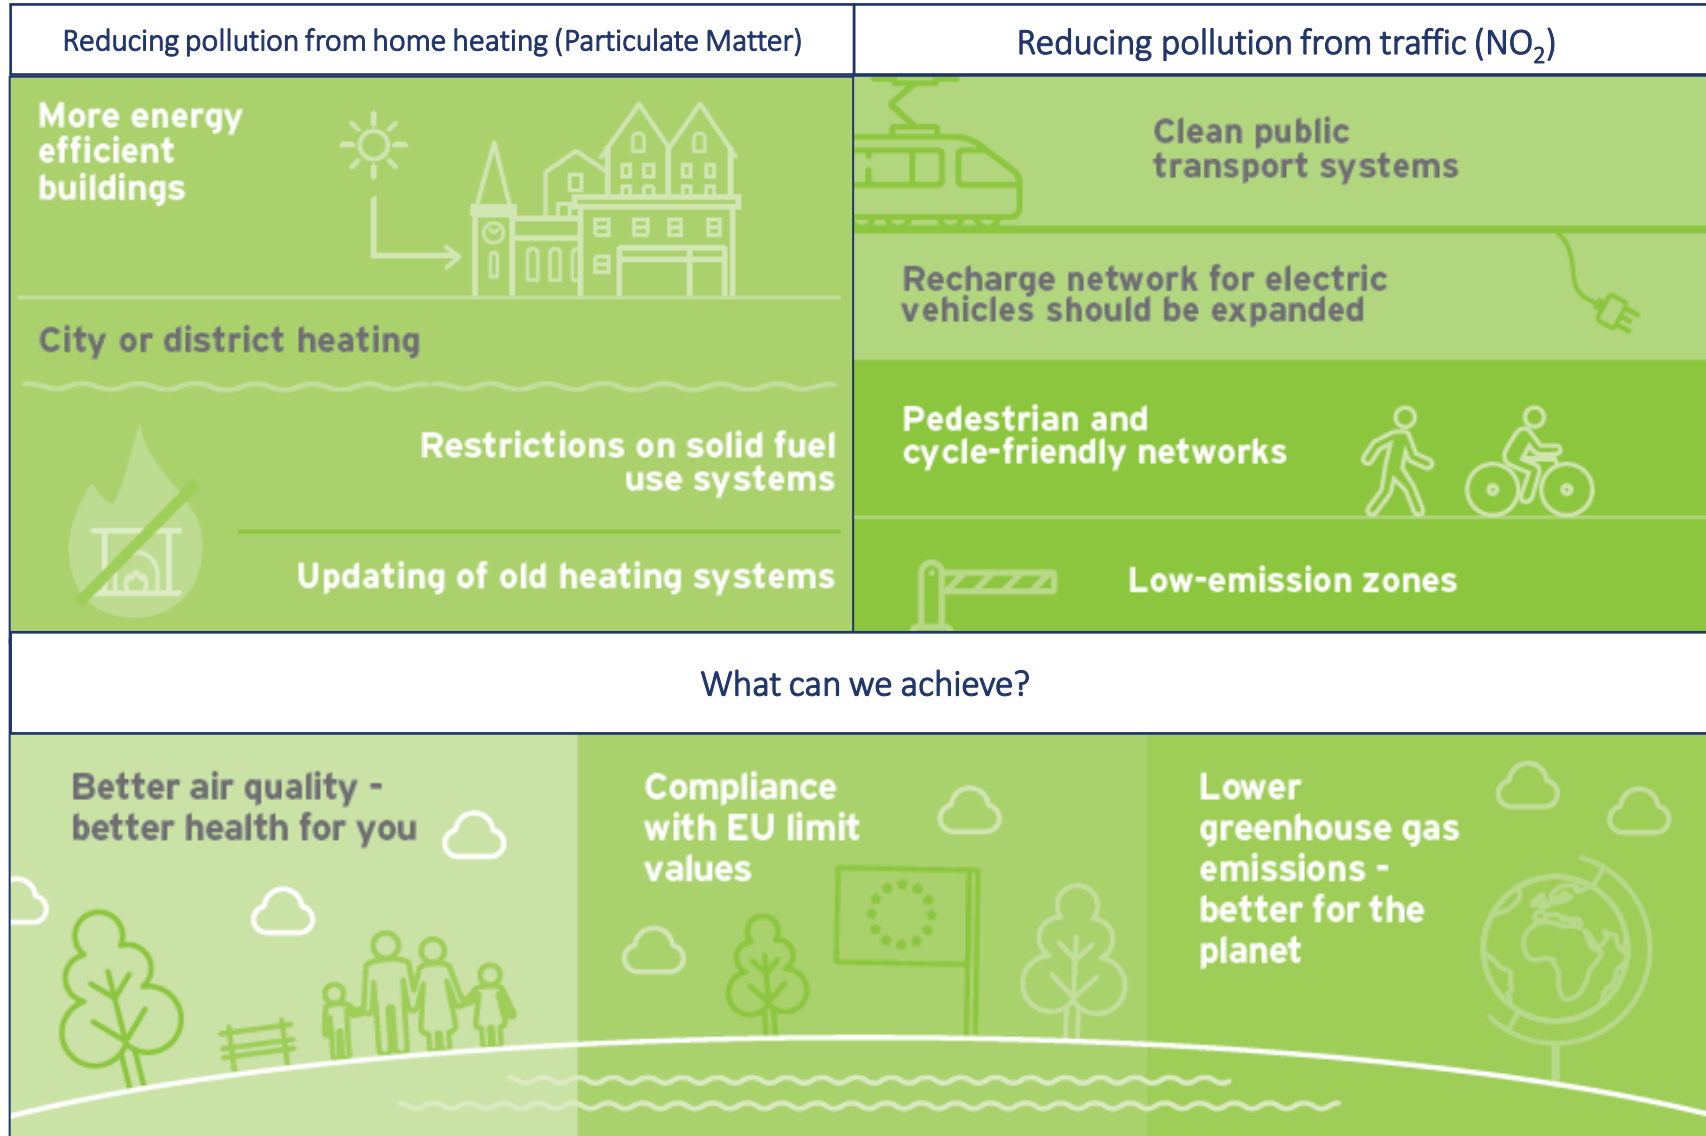 Reducing pollution from home heating (Particulate Matter)
More energy
efficient
buildings
City or district heating
Restrictions on solid fuel
use systems
Updating of old heating systems
Reducing pollution from traffic (NO₂)
Clean public
transport systems
Recharge network for electric
vehicles should be expanded
Pedestrian and
cycle-friendly networks
Low-emission zones
What can we achieve?
Better air quality -
better health for you
Compliance
with EU limit
values
Lower
greenhouse gas
emissions -
better for the
planet